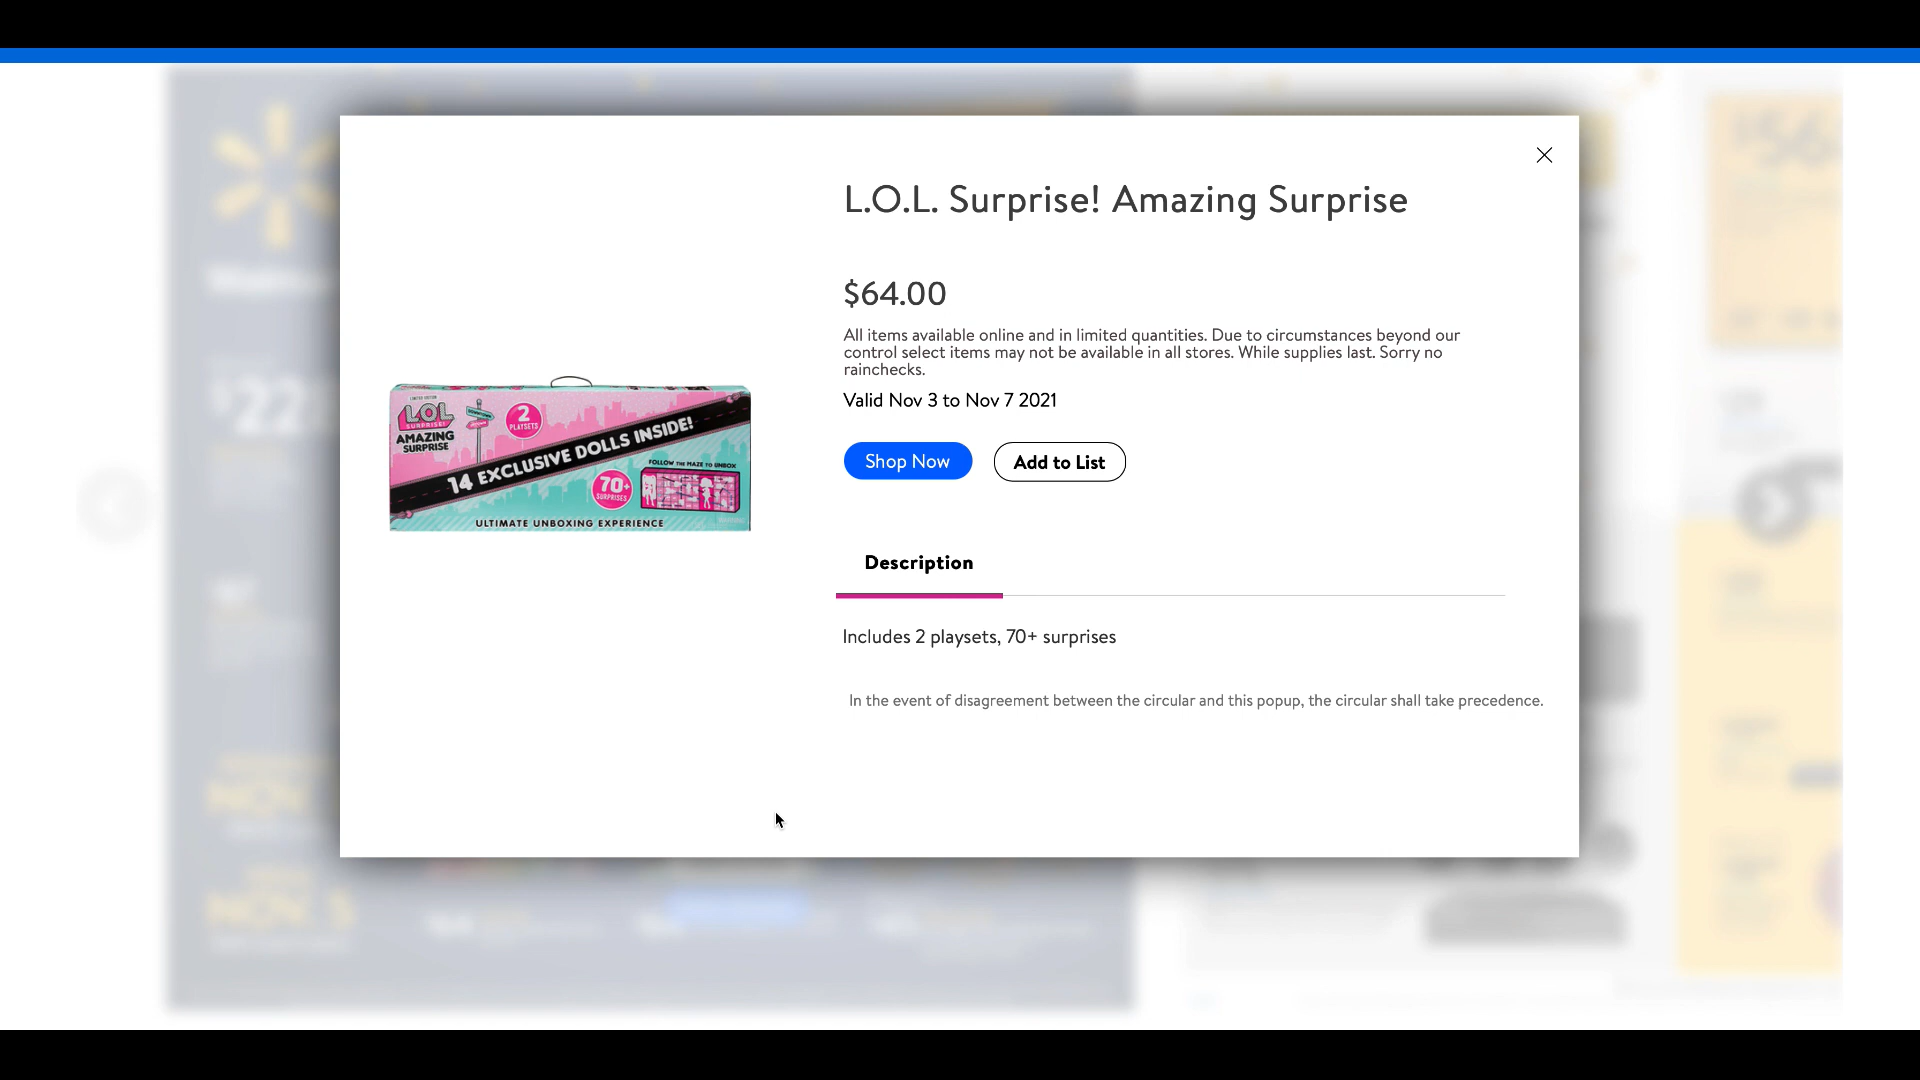 L.O.L. Surprise! Amazing Surprise
$64.00
All items available online and in limited quantities. Due to circumstances beyond our
control select items may not be available in all stores. While supplies last. Sorry no
rainchecks.
Valid Nov 3 to Nov 7 2021
Shop Now
Add to List
LIMITED EDITION
LOL
SURPRISE!
AMAZING
SURPRISE
DOWNTOWN
2
PLAYSETS
14 EXCLUSIVE DOLLS INSIDE!
FOLLOW THE MAZE TO UNBOX
70+
SURPRISES
ULTIMATE UNBOXING EXPERIENCE
Description
Includes 2 playsets, 70+ surprises
In the event of disagreement between the circular and this popup, the circular shall take precedence.